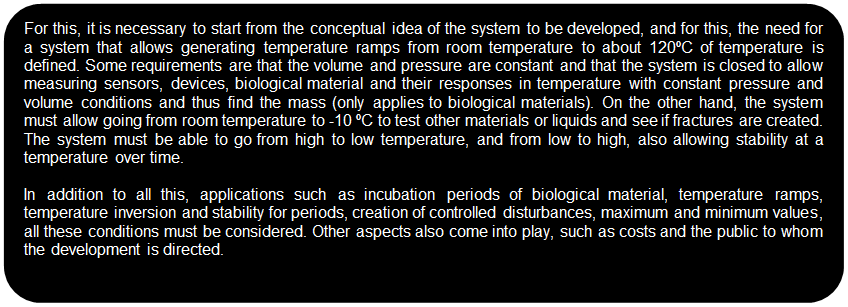 For this, it is necessary to start from the conceptual idea of the system to be developed, and for this, the need for
a system that allows generating temperature ramps from room temperature to about 120ºC of temperature is
defined. Some requirements are that the volume and pressure are constant and that the system is closed to allow
measuring sensors, devices, biological material and their responses in temperature with constant pressure and
volume conditions and thus find the mass (only applies to biological materials). On the other hand, the system
must allow going from room temperature to -10 ºC to test other materials or liquids and see if fractures are created.
The system must be able to go from high to low temperature, and from low to high, also allowing stability at a
temperature over time.
In addition to all this, applications such as incubation periods of biological material, temperature ramps,
temperature inversion and stability for periods, creation of controlled disturbances, maximum and minimum values,
all these conditions must be considered. Other aspects also come into play, such as costs and the public to whom
the development is directed.